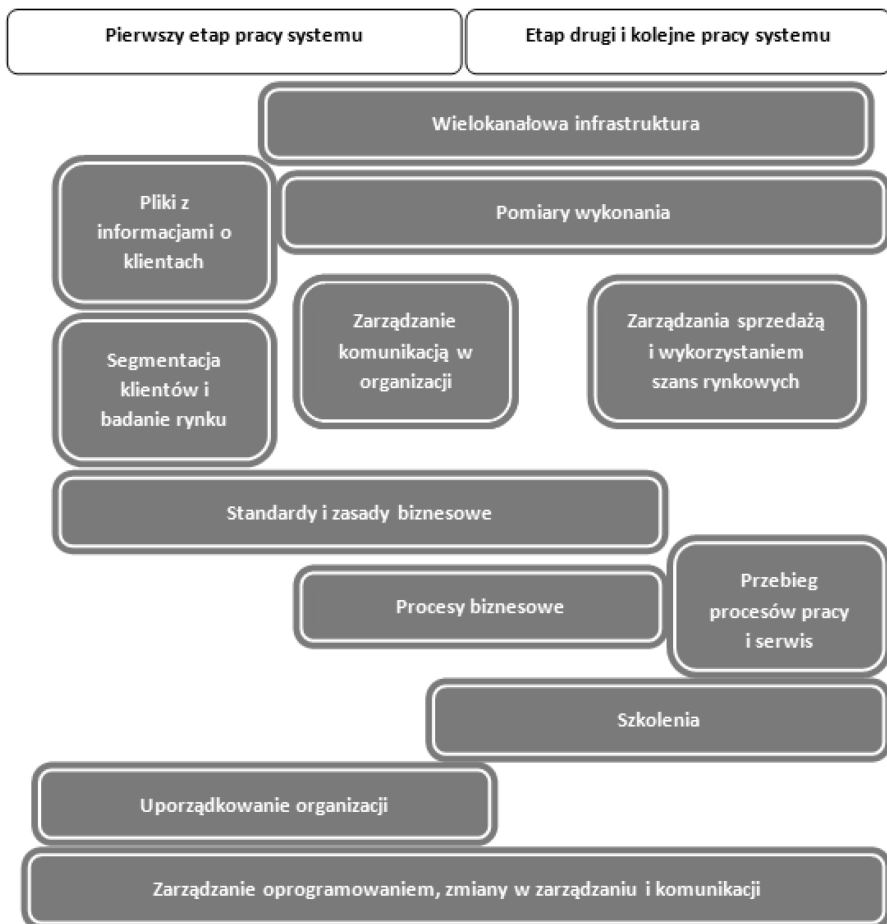 Pierwszy etap pracy systemu
Etap drugi i kolejne pracy systemu
Wielokanałowa infrastruktura
Pliki z
informacjami o
klientach
Pomiary wykonania
Segmentacja
klientów i
badanie rynku
Zarządzanie
komunikacją w
organizacji
Zarządzania sprzedażą
i wykorzystaniem
szans rynkowych
Standardy i zasady biznesowe
Procesy biznesowe
Przebieg
procesów pracy
i serwis
Szkolenia
Uporządkowanie organizacji
Zarządzanie oprogramowaniem, zmiany w zarządzaniu i komunikacji